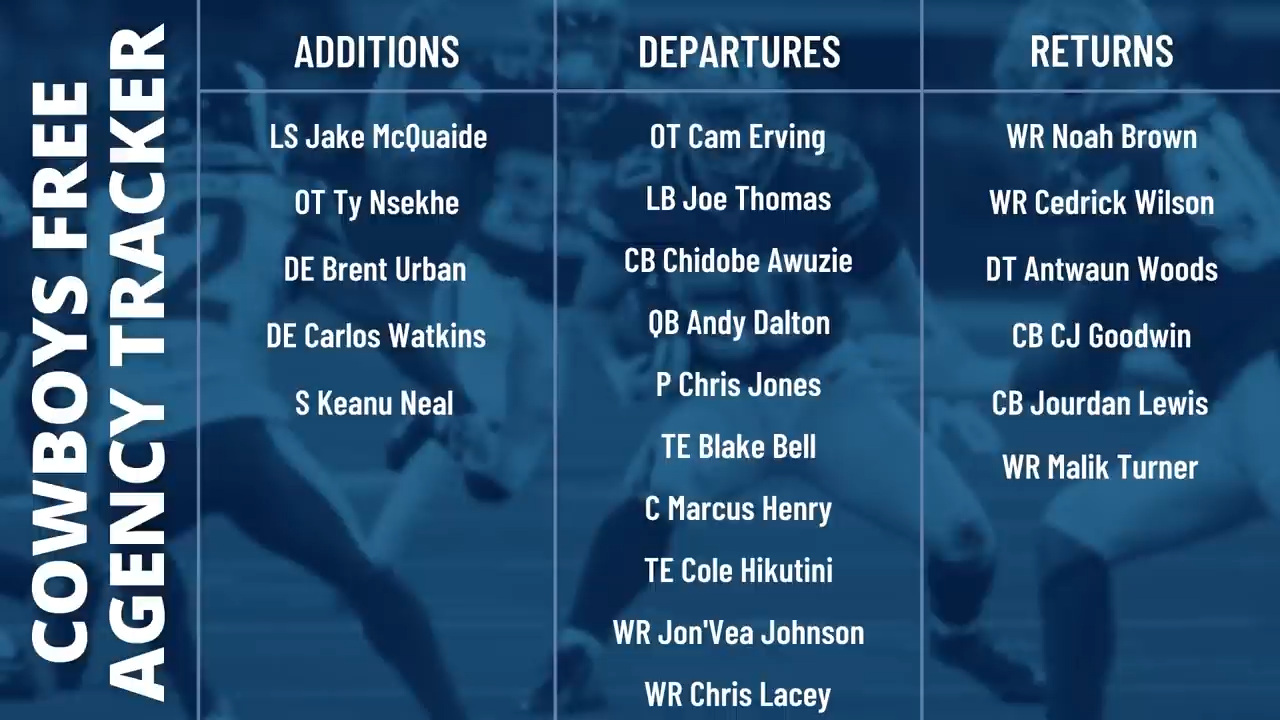 COWBOYS FREE
AGENCY TRACKER
ADDITIONS
LS Jake McQuaide
OT Ty Nsekhe
DE Brent Urban
DE Carlos Watkins
S Keanu Neal
DEPARTURES
OT Cam Erving
LB Joe Thomas
CB Chidobe Awuzie
QB Andy Dalton
P Chris Jones
TE Blake Bell
C Marcus Henry
TE Cole Hikutini
WR Jon'Vea Johnson
WR Chris Lacey
RETURNS
WR Noah Brown
WR Cedrick Wilson
DT Antwaun Woods
CB CJ Goodwin
CB Jourdan Lewis
WR Malik Turner